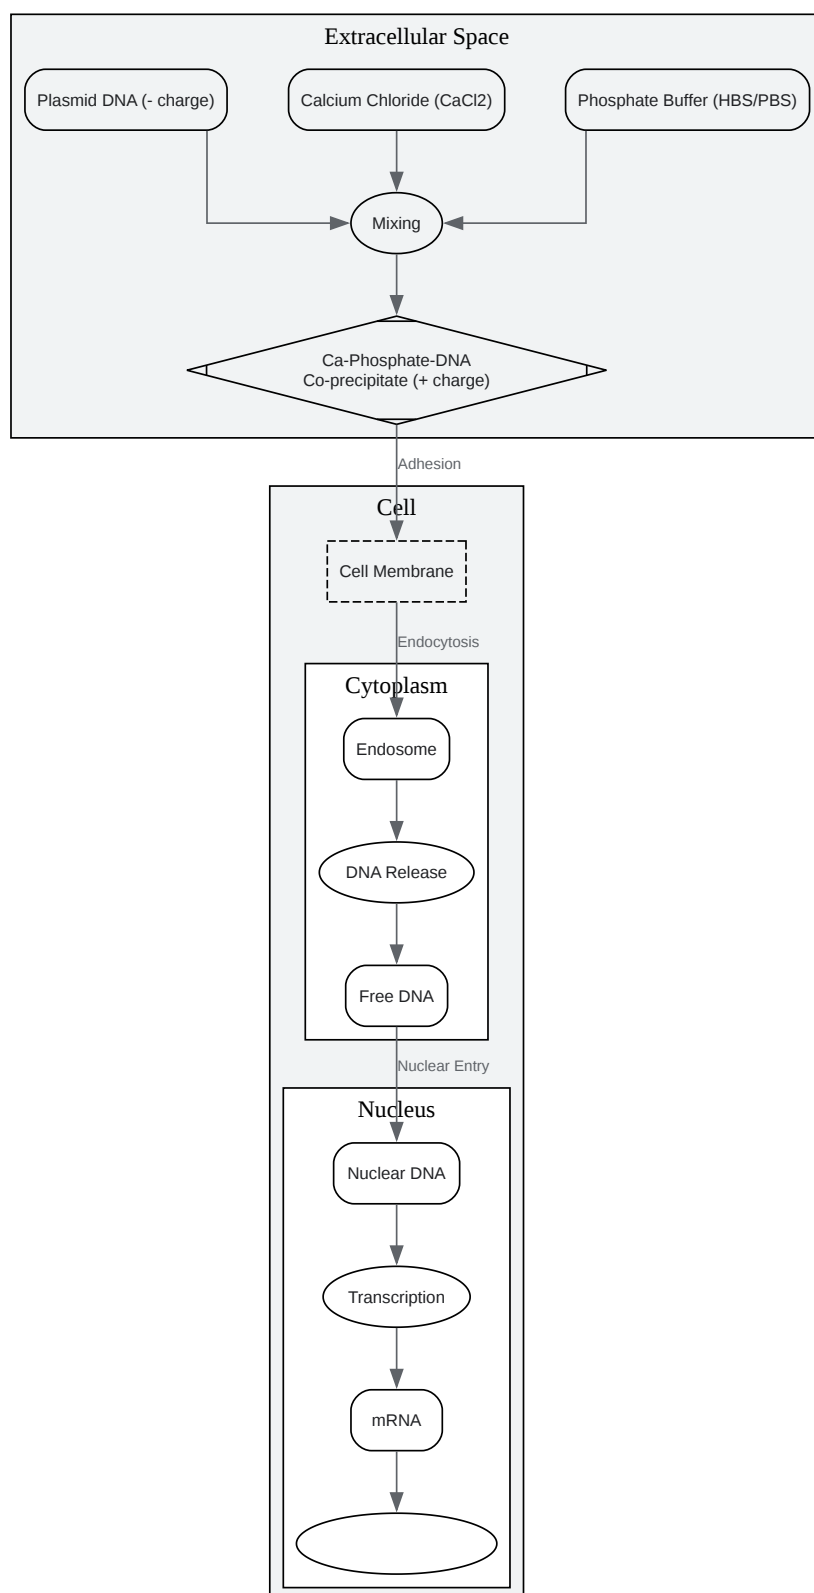 Extracellular Space
Plasmid DNA (- charge)
Calcium Chloride (CaCl2)
Phosphate Buffer (HBS/PBS)
Mixing
Ca-Phosphate-DNA
Co-precipitate (+ charge)
Adhesion
Cell
Cell Membrane
Endocytosis
Cytoplasm
Endosome
DNA Release
Free DNA
Nuclear Entry
Nucleus
Nuclear DNA
Transcription
mRNA